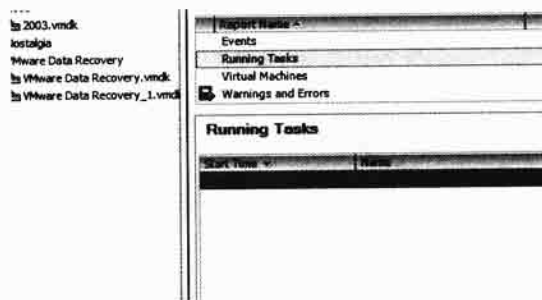 2003.vmdk
lostalgia
Mware Data Recovery
VMware Data Recovery.vmdk
VMware Data Recovery_1.vmdk
Report Name
Events
Running Tasks
Virtual Machines
Warnings and Errors
Running Tasks
Start Time
Name